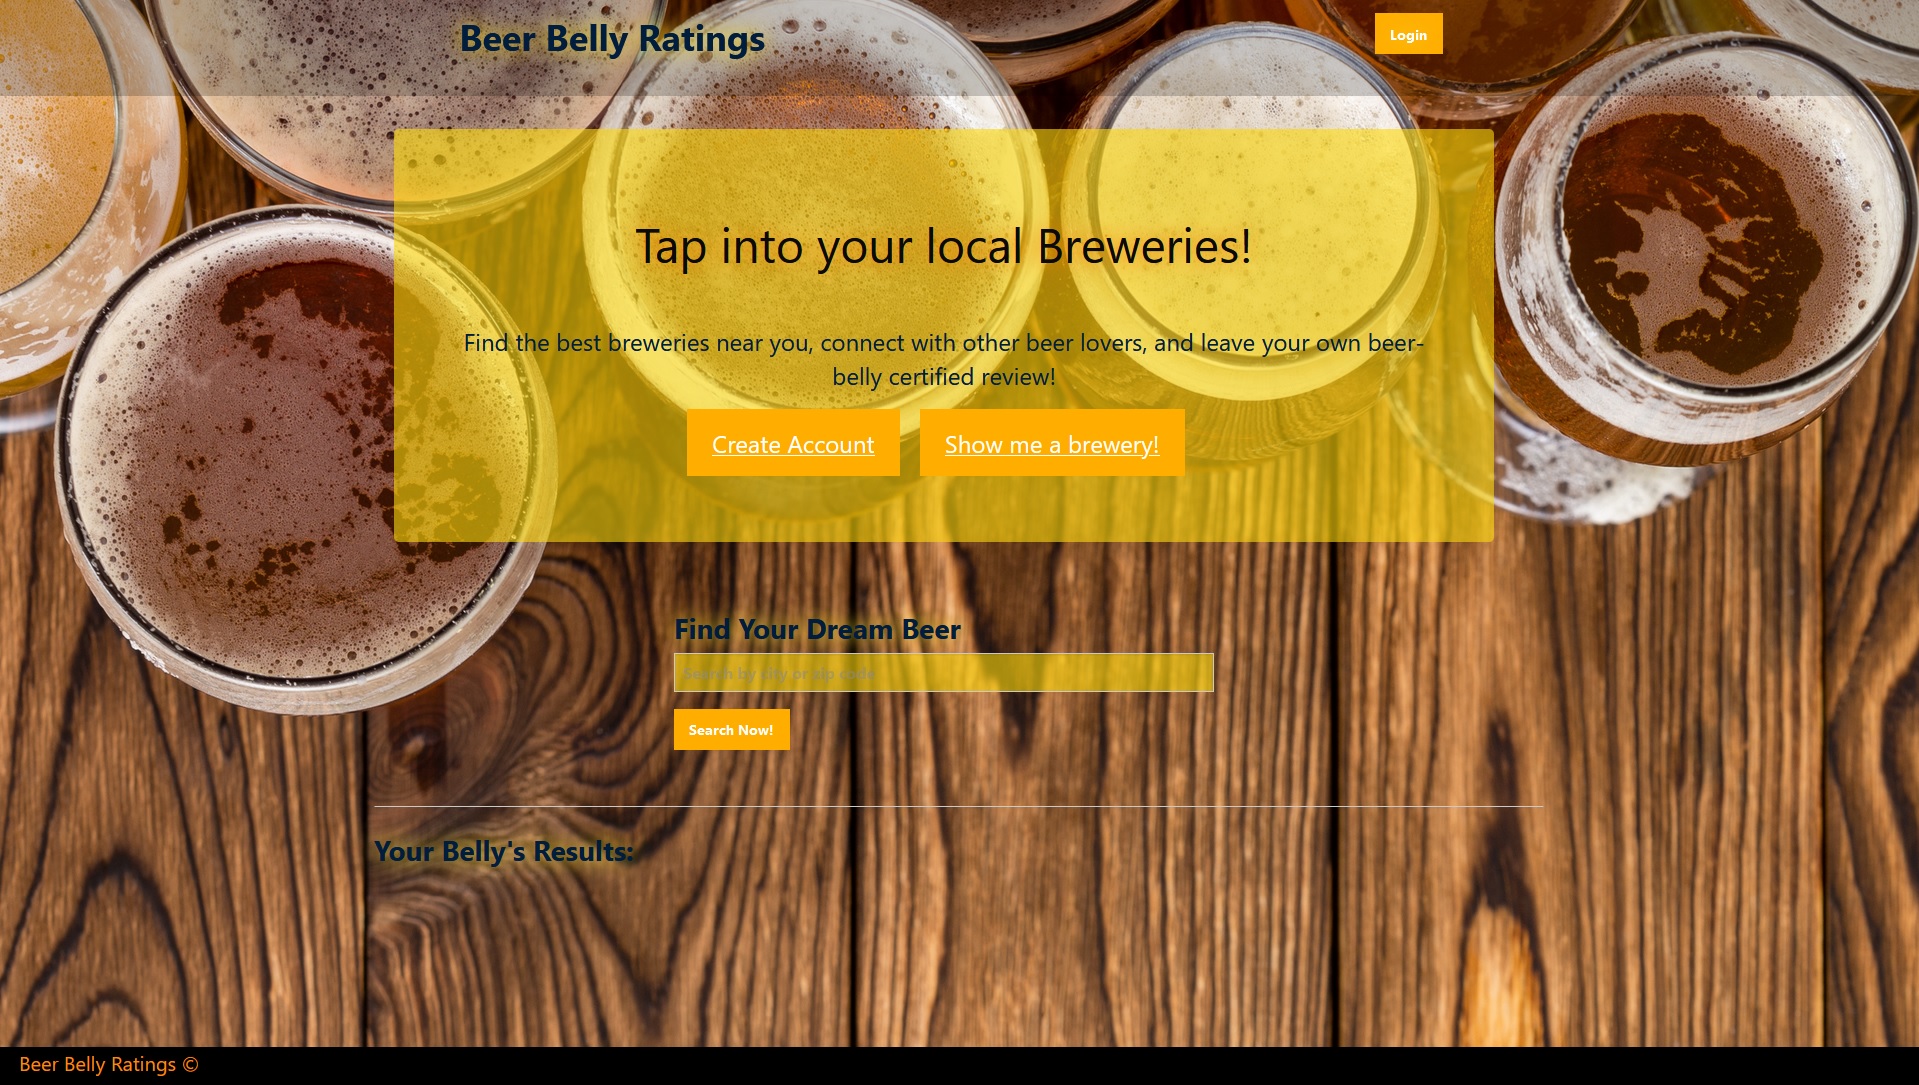 Beer Belly Ratings
Login
Tap into your local Breweries!
Find the best breweries near you, connect with other beer lovers, and leave your own beer-
belly certified review!
Create Account
Show me a brewery!
Find Your Dream Beer
Search by city or zip code
Search Now!
Your Belly's Results:
Beer Belly Ratings ©